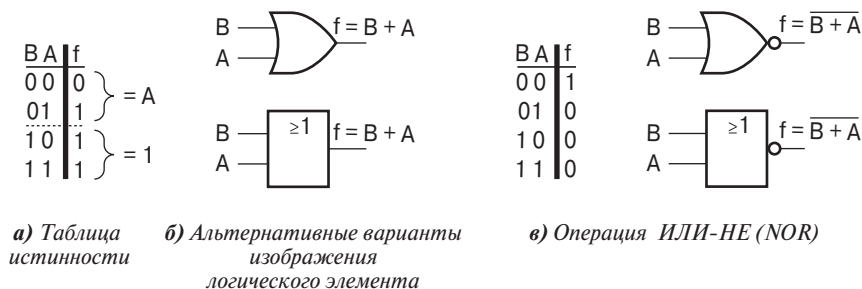 B A f
0 0 0
0 1 1
1 0 1
1 1 1
= A
= 1
B
A
f = B + A
B
A
≥1
f = B + A
B A f
0 0 1
0 1 0
1 0 0
1 1 0
B
A
f = \overline{B + A}
B
A
≥1
f = \overline{B + A}
а) Таблица
истинности
б) Альтернативные варианты
изображения
логического элемента
в) Операция ИЛИ-НЕ (NOR)